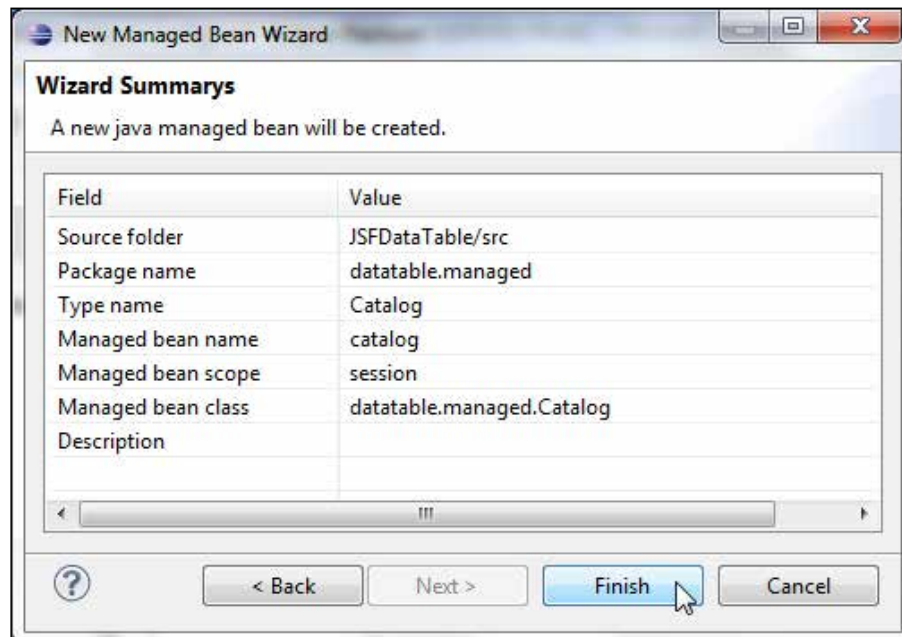 New Managed Bean Wizard
Wizard Summarys
A new java managed bean will be created.
Field Value
Source folder JSFDataTable/src
Package name datatable.managed
Type name Catalog
Managed bean name catalog
Managed bean scope session
Managed bean class datatable.managed.Catalog
Description
? < Back Next > Finish Cancel